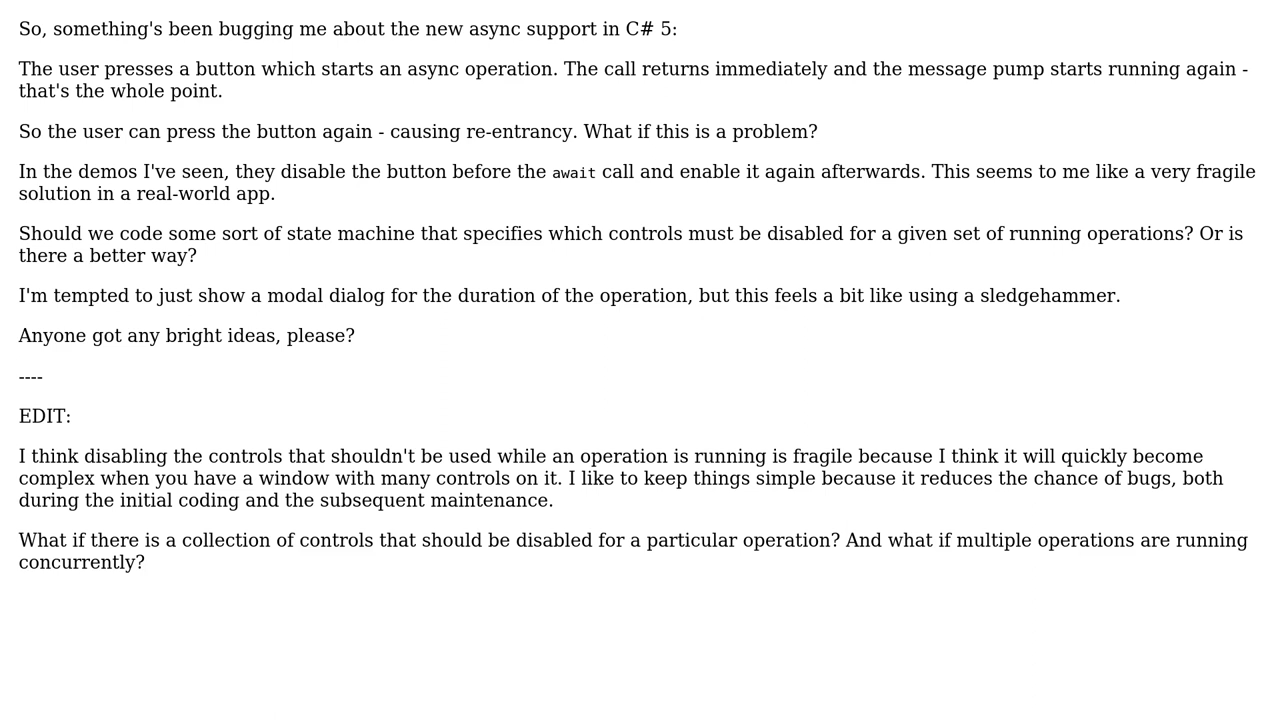 So, something's been bugging me about the new async support in C# 5:
The user presses a button which starts an async operation. The call returns immediately and the message pump starts running again -
that's the whole point.
So the user can press the button again - causing re-entrancy. What if this is a problem?
In the demos I've seen, they disable the button before the await call and enable it again afterwards. This seems to me like a very fragile
solution in a real-world app.
Should we code some sort of state machine that specifies which controls must be disabled for a given set of running operations? Or is
there a better way?
I'm tempted to just show a modal dialog for the duration of the operation, but this feels a bit like using a sledgehammer.
Anyone got any bright ideas, please?
----
EDIT:
I think disabling the controls that shouldn't be used while an operation is running is fragile because I think it will quickly become
complex when you have a window with many controls on it. I like to keep things simple because it reduces the chance of bugs, both
during the initial coding and the subsequent maintenance.
What if there is a collection of controls that should be disabled for a particular operation? And what if multiple operations are running
concurrently?